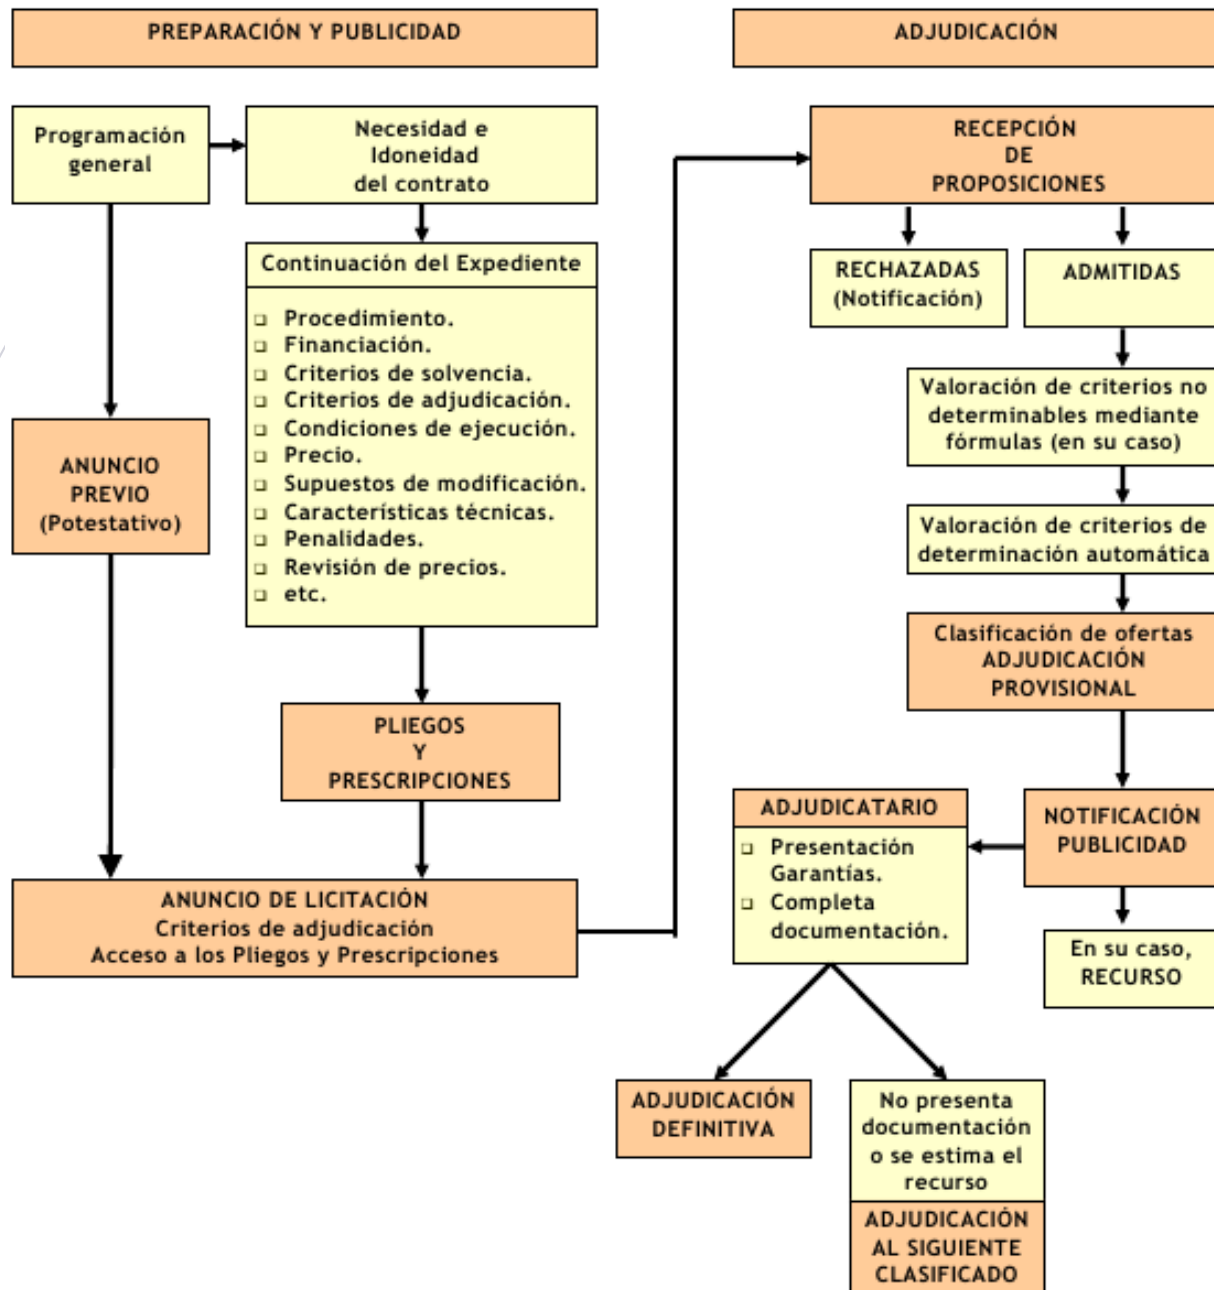 PREPARACIÓN Y PUBLICIDAD
Programación
general
Necesidad e
Idoneidad
del contrato
Continuación del Expediente
❑ Procedimiento.
❑ Financiación.
❑ Criterios de solvencia.
❑ Criterios de adjudicación.
❑ Condiciones de ejecución.
❑ Precio.
❑ Supuestos de modificación.
❑ Características técnicas.
❑ Penalidades.
❑ Revisión de precios.
❑ etc.
ANUNCIO
PREVIO
(Potestativo)
PLIEGOS
Y
PRESCRIPCIONES
ANUNCIO DE LICITACIÓN
Criterios de adjudicación
Acceso a los Pliegos y Prescripciones
ADJUDICACIÓN
RECEPCIÓN
DE
PROPOSICIONES
RECHAZADAS
(Notificación)
ADMITIDAS
Valoración de criterios no
determinables mediante
fórmulas (en su caso)
Valoración de criterios de
determinación automática
Clasificación de ofertas
ADJUDICACIÓN
PROVISIONAL
NOTIFICACIÓN
PUBLICIDAD
ADJUDICATARIO
❑ Presentación
Garantías.
❑ Completa
documentación.
En su caso,
RECURSO
ADJUDICACIÓN
DEFINITIVA
No presenta
documentación
o se estima el
recurso
ADJUDICACIÓN
AL SIGUIENTE
CLASIFICADO